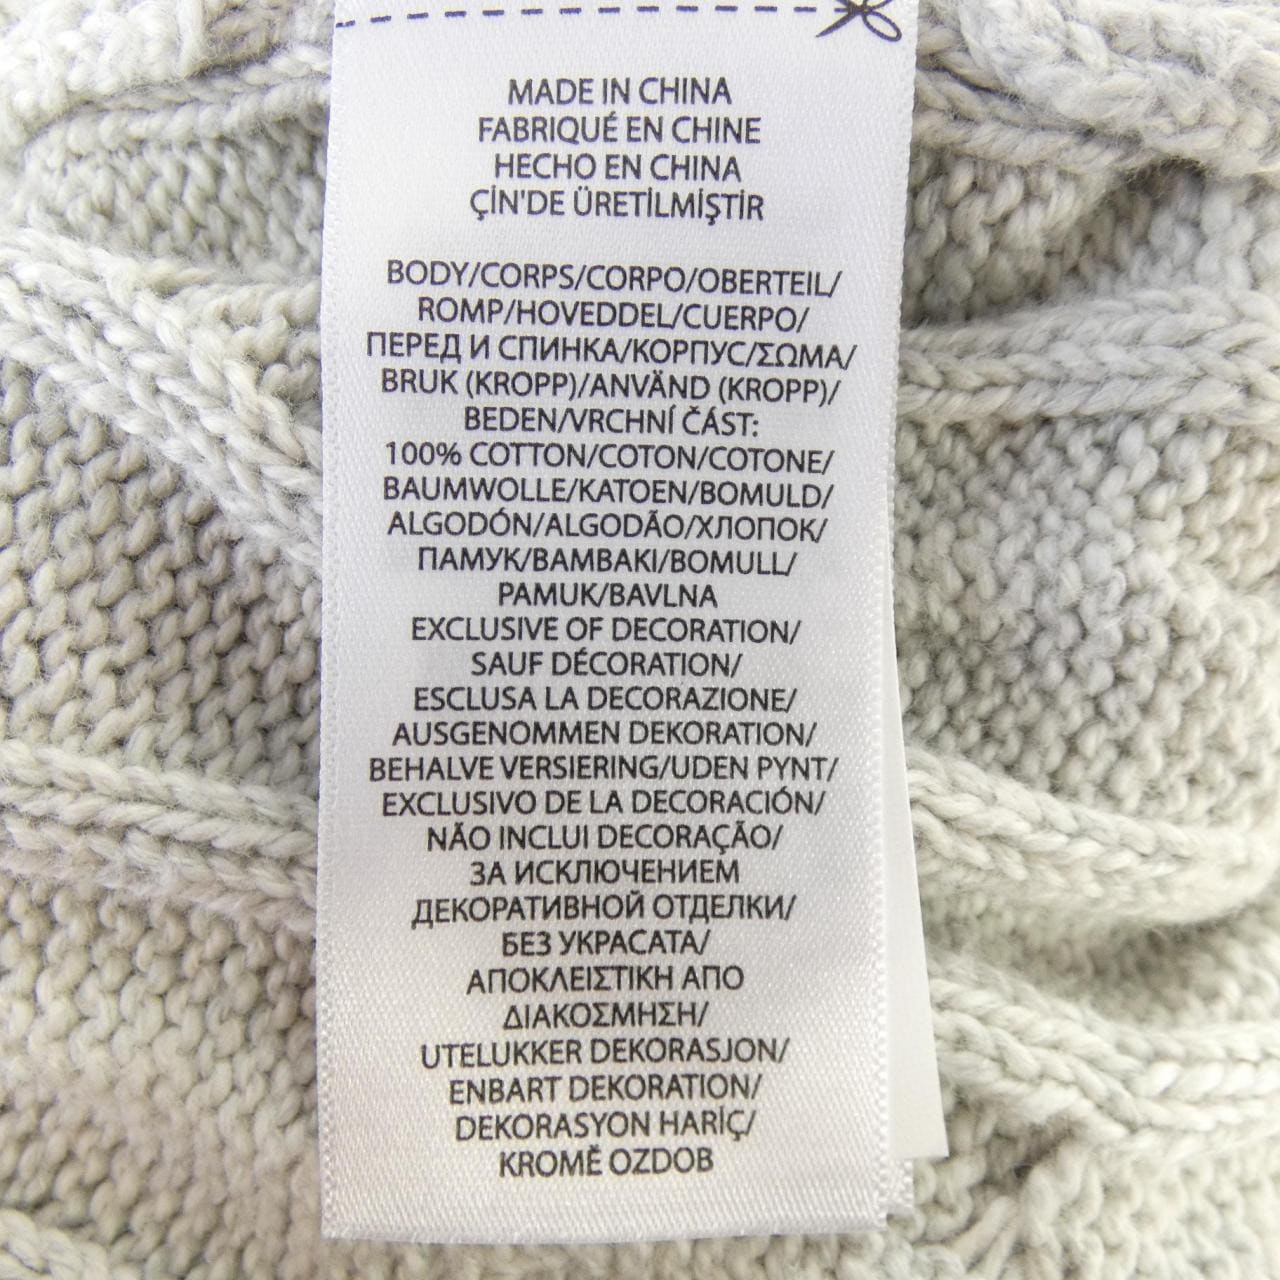 MADE IN CHINA
FABRIQUÉ EN CHINE
HECHO EN CHINA
ÇİN'DE ÜRETİLMİŞTİR
BODY/CORPS/CORPO/OBERTEIL/
ROMP/HOVEDDEL/CUERPO/
ПЕРЕД И СПИНКА/КОРПУС/ΣΩΜΑ/
BRUK (KROPP)/ANVÄND (KROPP)/
BEDEN/VRCHNÍ ČÁST:
100% COTTON/COTON/COTONE/
BAUMWOLLE/KATOEN/BOMULD/
ALGODÓN/ALGODÃO/ХЛОПОК/
ПАМУК/ΒΑΜΒΑΚΙ/BOMULL/
PAMUK/BAVLNA
EXCLUSIVE OF DECORATION/
SAUF DÉCORATION/
ESCLUSA LA DECORAZIONE/
AUSGENOMMEN DEKORATION/
BEHALVE VERSIERING/UDEN PYNT/
EXCLUSIVO DE LA DECORACIÓN/
NÃO INCLUI DECORAÇÃO/
ЗА ИСКЛЮЧЕНИЕМ
ДЕКОРАТИВНОЙ ОТДЕЛКИ/
БЕЗ УКРАСАТА/
ΑΠΟΚΛΕΙΣΤΙΚΗ ΑΠΟ
ΔΙΑΚΟΣΜΗΣΗ/
UTELUKKER DEKORASJON/
ENBART DEKORATION/
DEKORASYON HARİÇ/
KROMĚ OZDOB